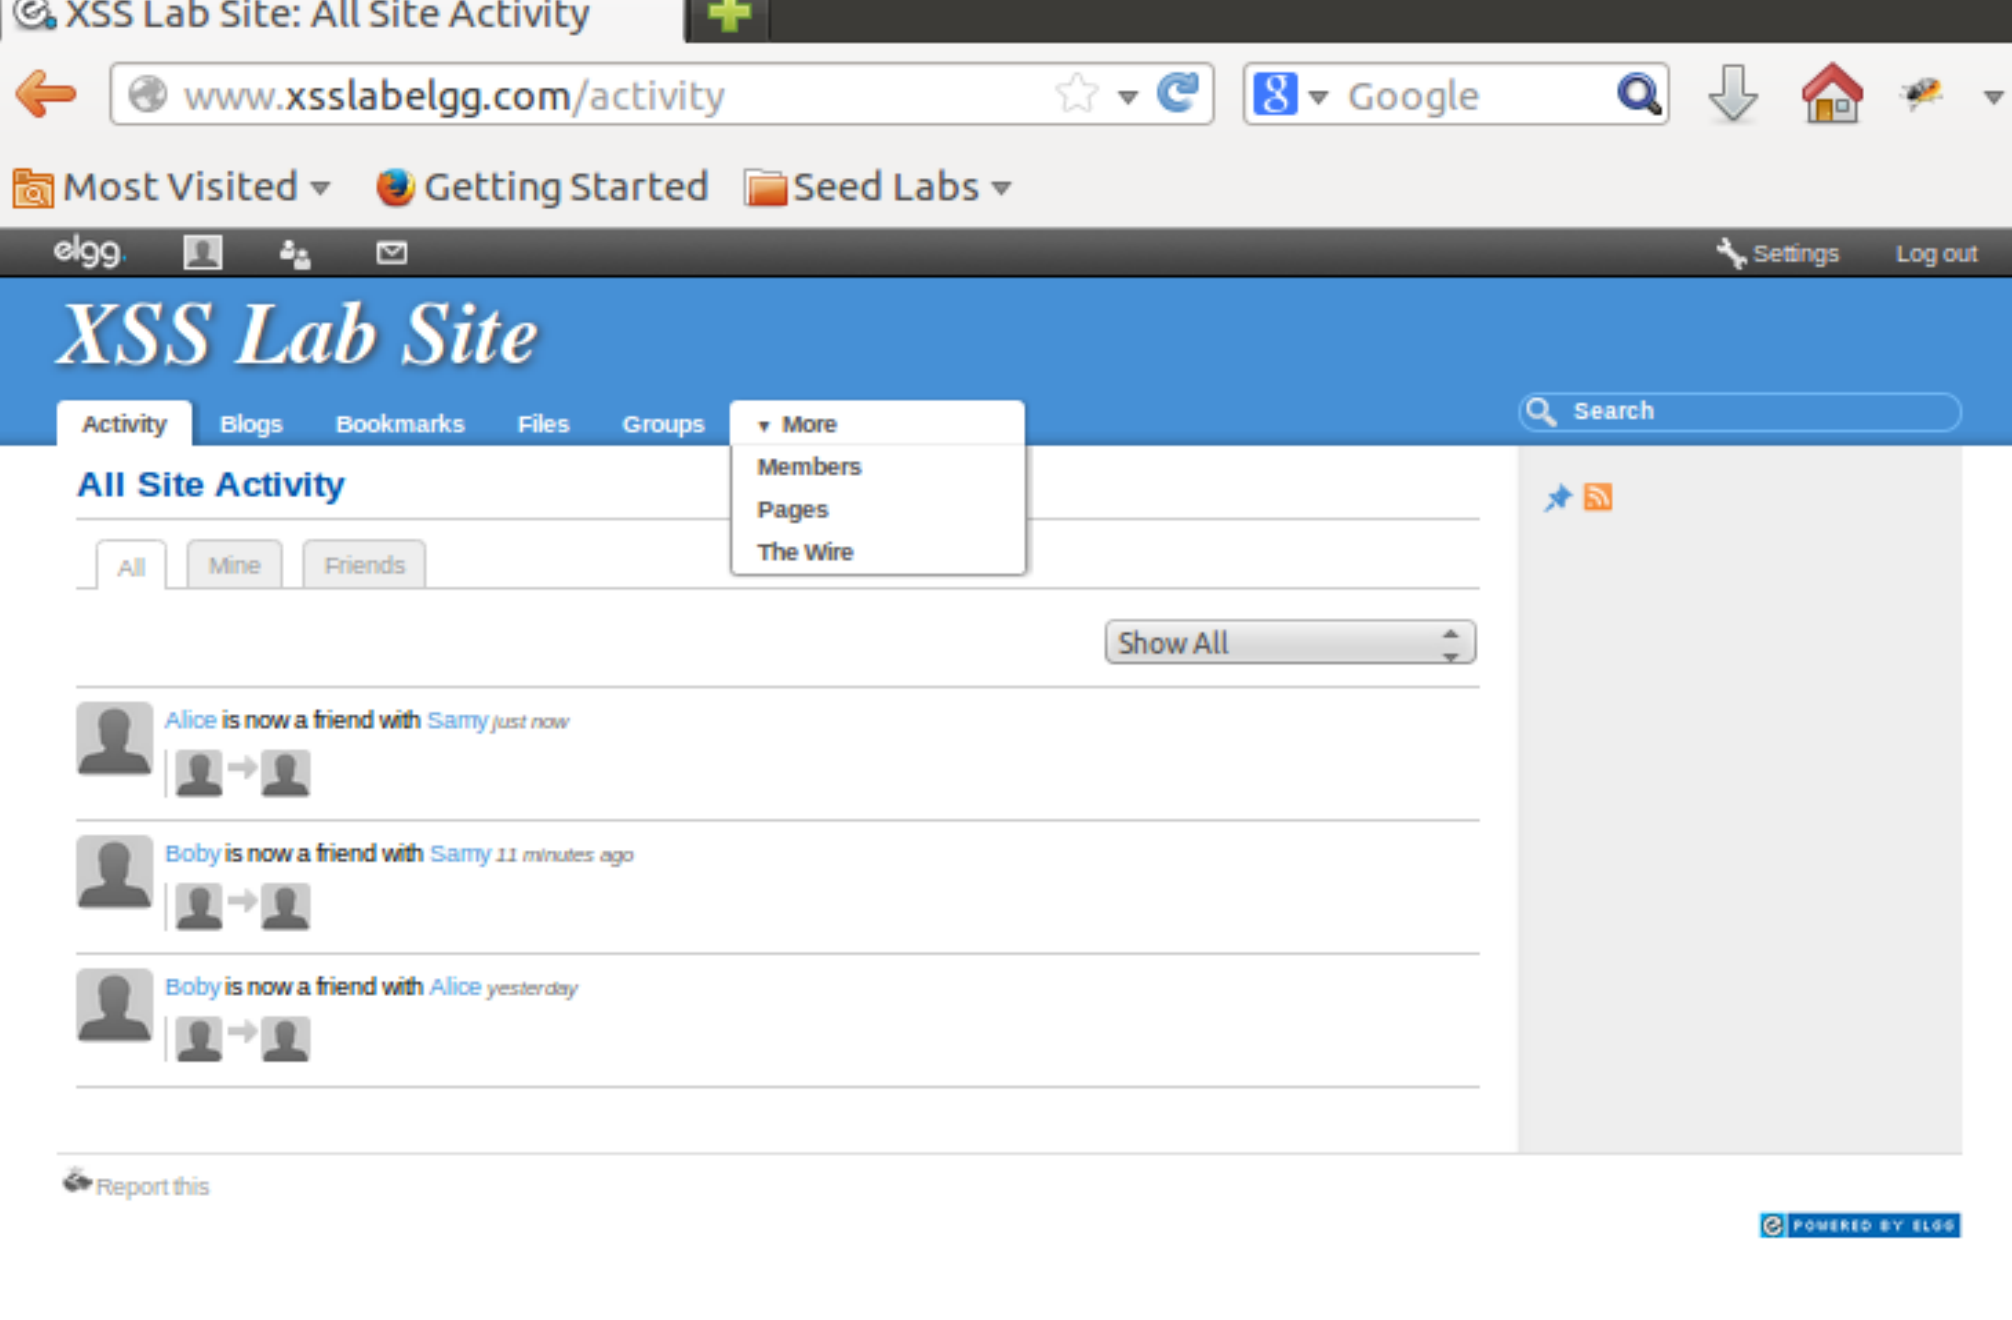 XSS Lab Site: All Site Activity
www.xsslabelgg.com/activity
8 Google
Most Visited Getting Started Seed Labs
elgg. Settings Log out
XSS Lab Site
Activity Blogs Bookmarks Files Groups ▾ More Search
Members
Pages
The Wire
All Site Activity
All Mine Friends
Show All
Alice is now a friend with Samy just now
Boby is now a friend with Samy 11 minutes ago
Boby is now a friend with Alice yesterday
Report this
POWERED BY ELGG